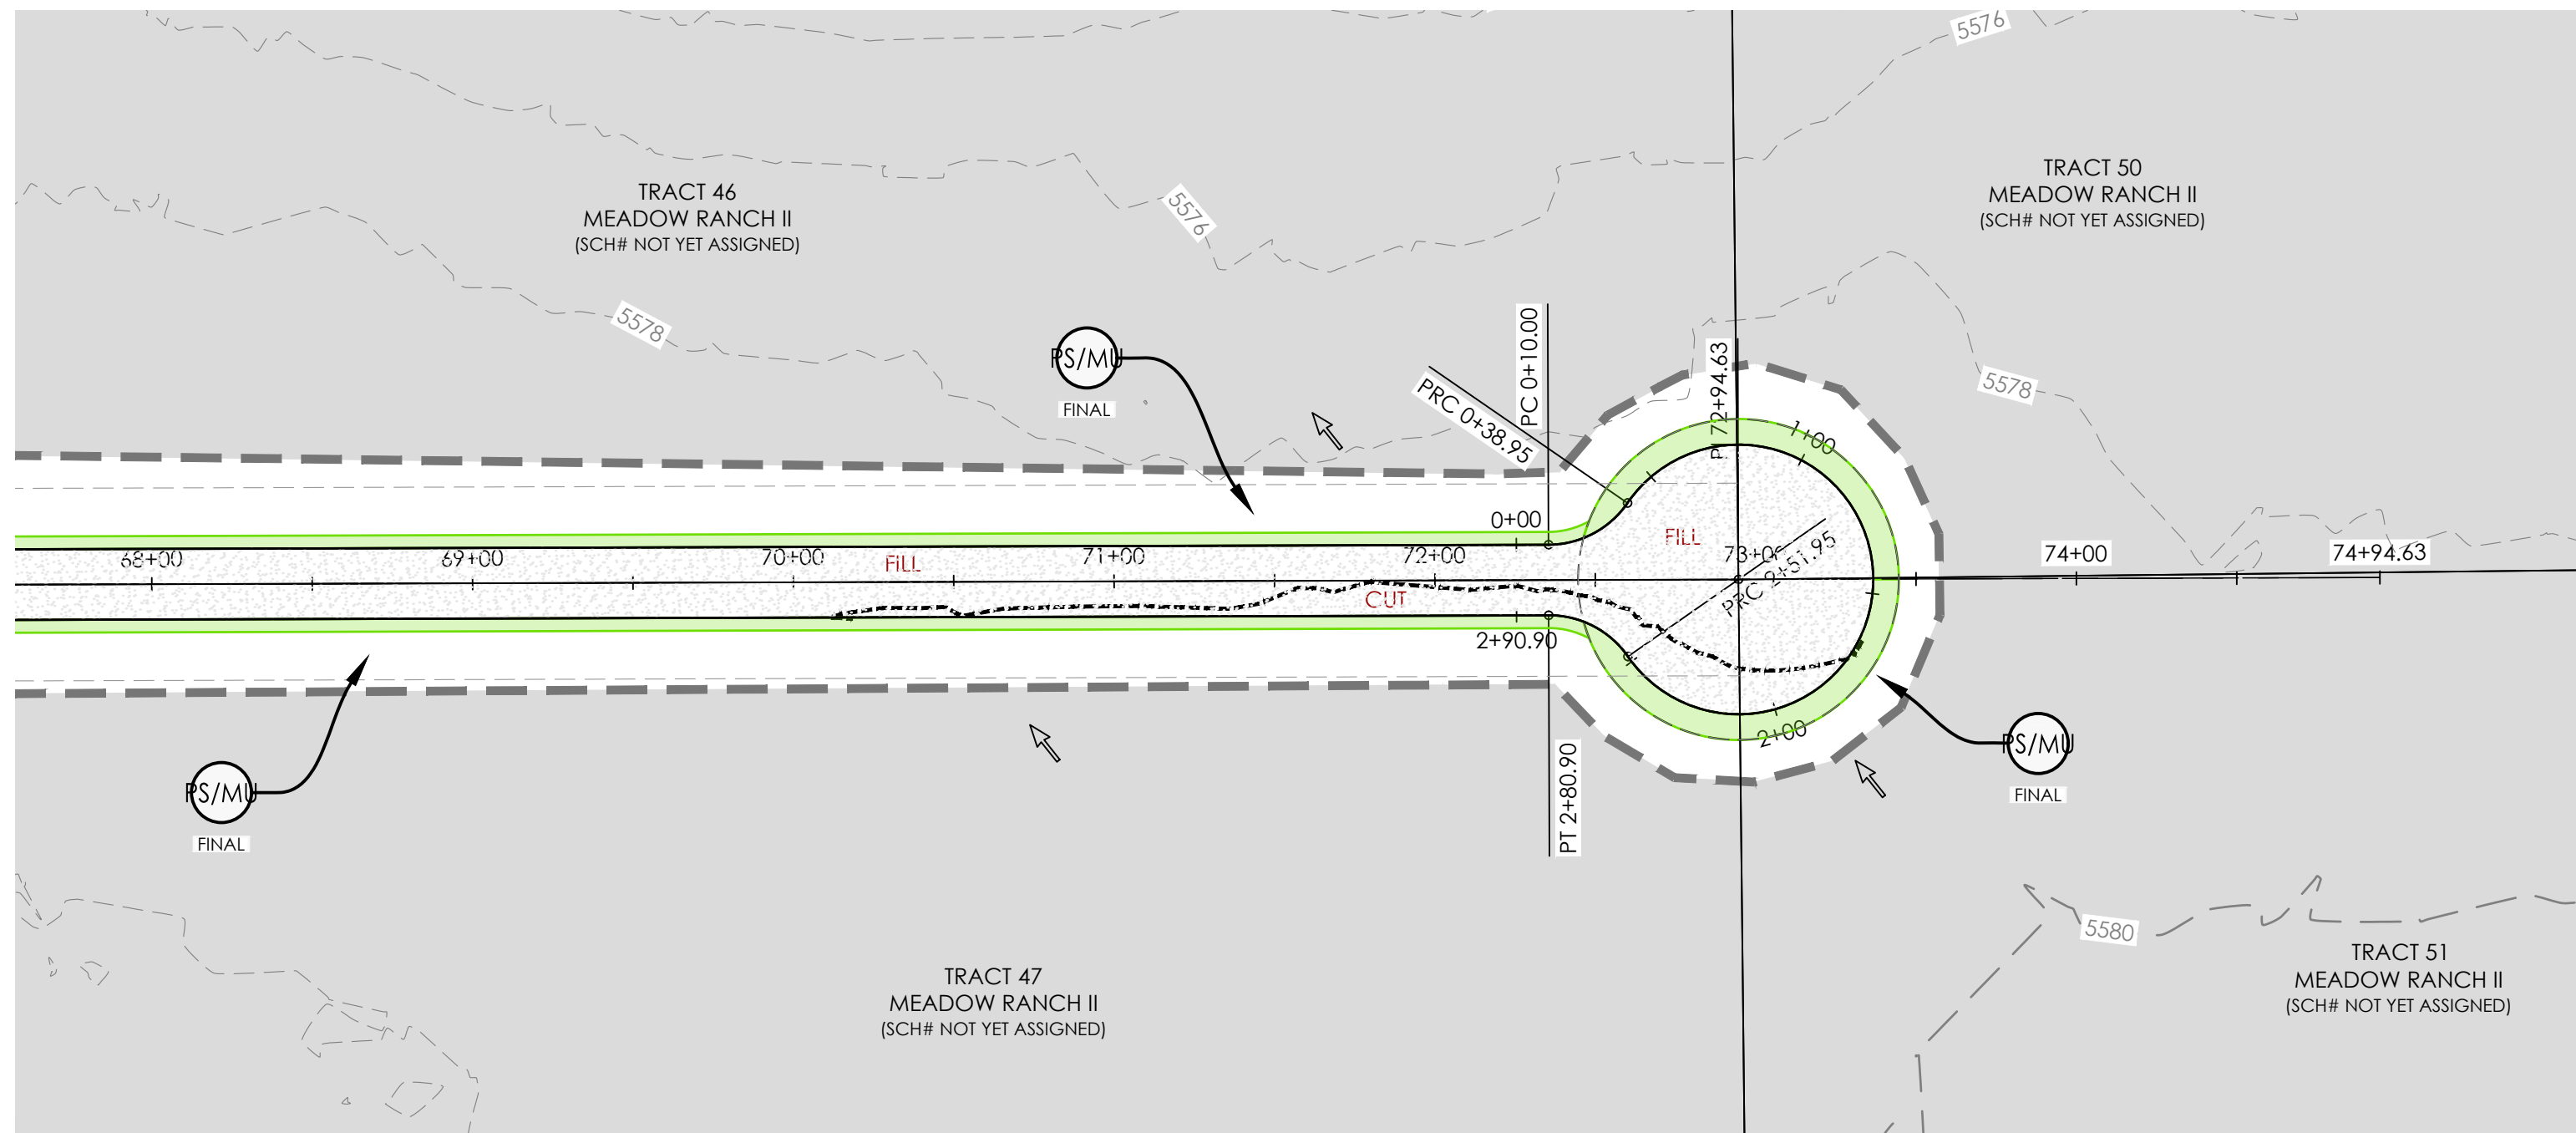 5576
TRACT 46
MEADOW RANCH II
(SCH# NOT YET ASSIGNED)
TRACT 50
MEADOW RANCH II
(SCH# NOT YET ASSIGNED)
5576
5578
PS/MU
FINAL
PC 0+10.00
PRC 0+38.95
PI 72+94.63
5578
1+00
0+00
68+00
69+00
70+00
FILL
71+00
72+00
FILL
73+00
PRC 2+51.95
74+00
74+94.63
CUT
2+90.90
2+00
PT 2+80.90
PS/MU
FINAL
PS/MU
FINAL
5580
TRACT 47
MEADOW RANCH II
(SCH# NOT YET ASSIGNED)
TRACT 51
MEADOW RANCH II
(SCH# NOT YET ASSIGNED)